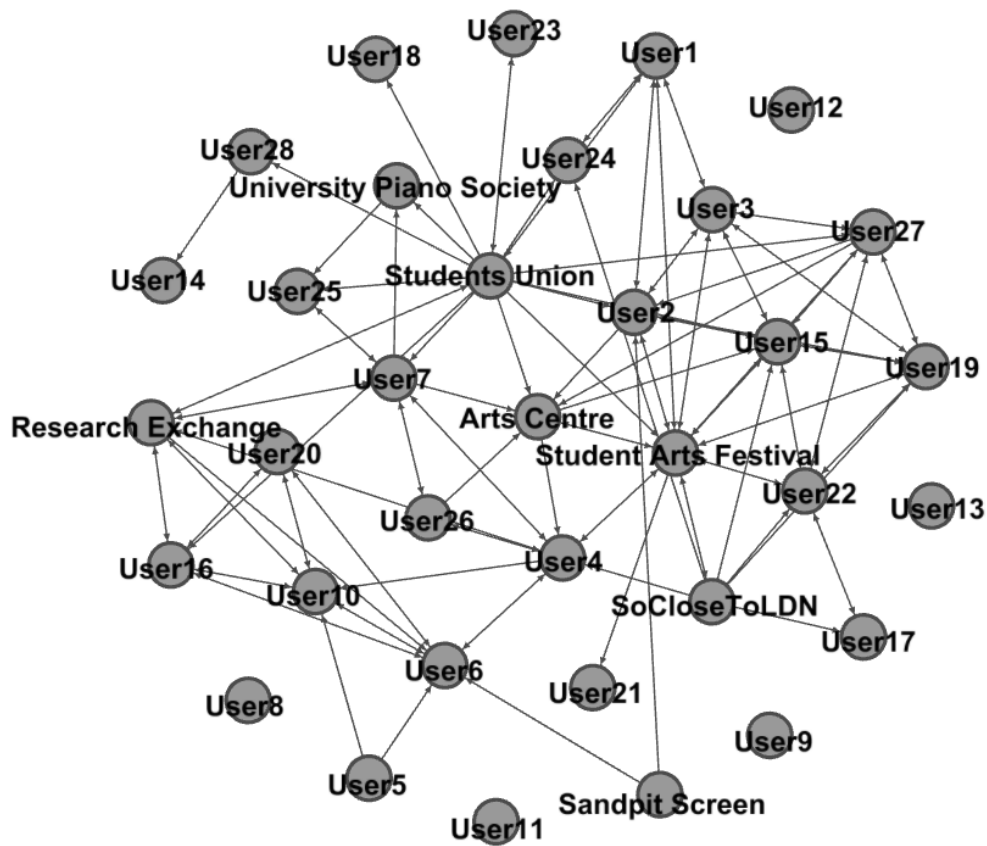 User23
User18
User1
User12
User28
User24
University Piano Society
User3
User27
Students Union
User14
User25
User2
User15
User19
User7
Arts Centre
Research Exchange
User20
Student Arts Festival
User22
User13
User26
User4
User16
User10
SoCloseToLDN
User17
User6
User21
User8
User9
User5
Sandpit Screen
User11